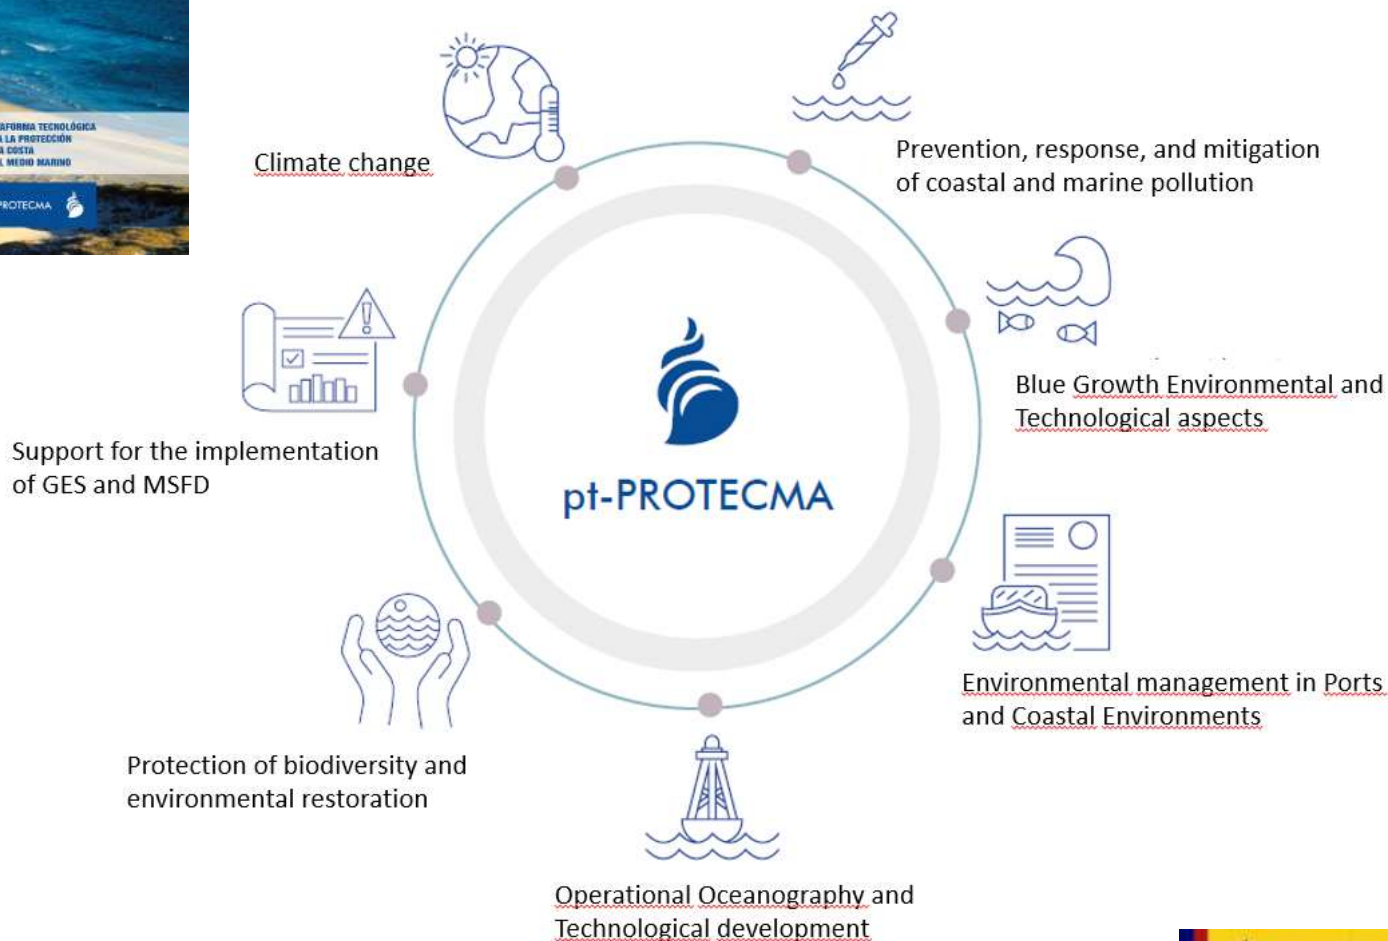 TECNOLÓGICA
LA PROTECCIÓN
COSTA
MEDIO MARINO
PROTECMA
Climate change
Prevention, response, and mitigation
of coastal and marine pollution
Blue Growth Environmental and
Technological aspects
Support for the implementation
of GES and MSFD
pt-PROTECMA
Environmental management in Ports
and Coastal Environments
Protection of biodiversity and
environmental restoration
Operational Oceanography and
Technological development